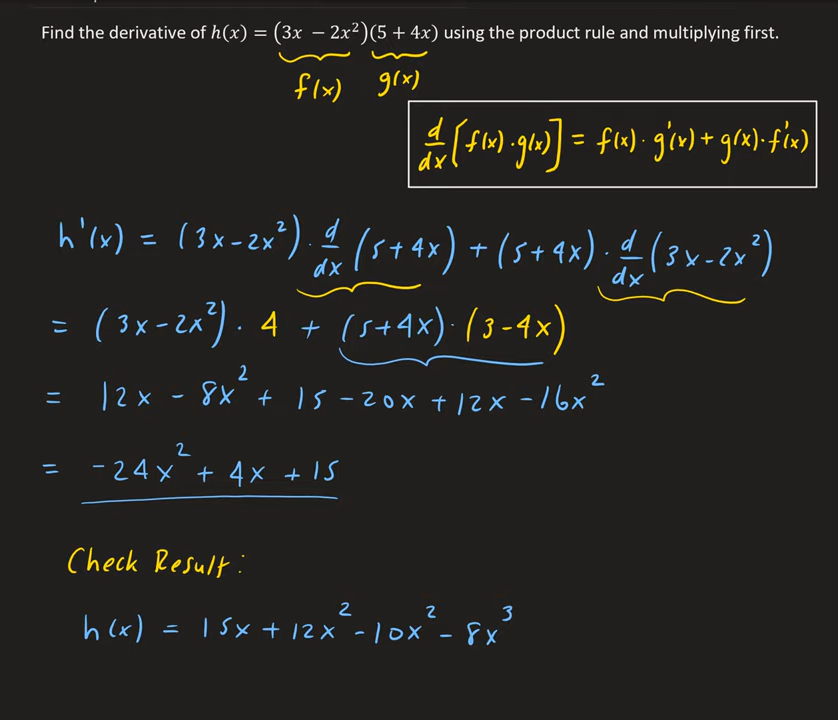 Find the derivative of h(x) = (3x − 2x²)(5 + 4x) using the product rule and multiplying first.
f(x) g(x)
d/dx [f(x) · g(x)] = f(x) · g'(x) + g(x) · f'(x)
h'(x) = (3x − 2x²) · d/dx (5 + 4x) + (5 + 4x) · d/dx (3x − 2x²)
= (3x − 2x²) · 4 + (5 + 4x) · (3 − 4x)
= 12x − 8x² + 15 − 20x + 12x − 16x²
= −24x² + 4x + 15
Check Result:
h(x) = 15x + 12x² − 10x² − 8x³